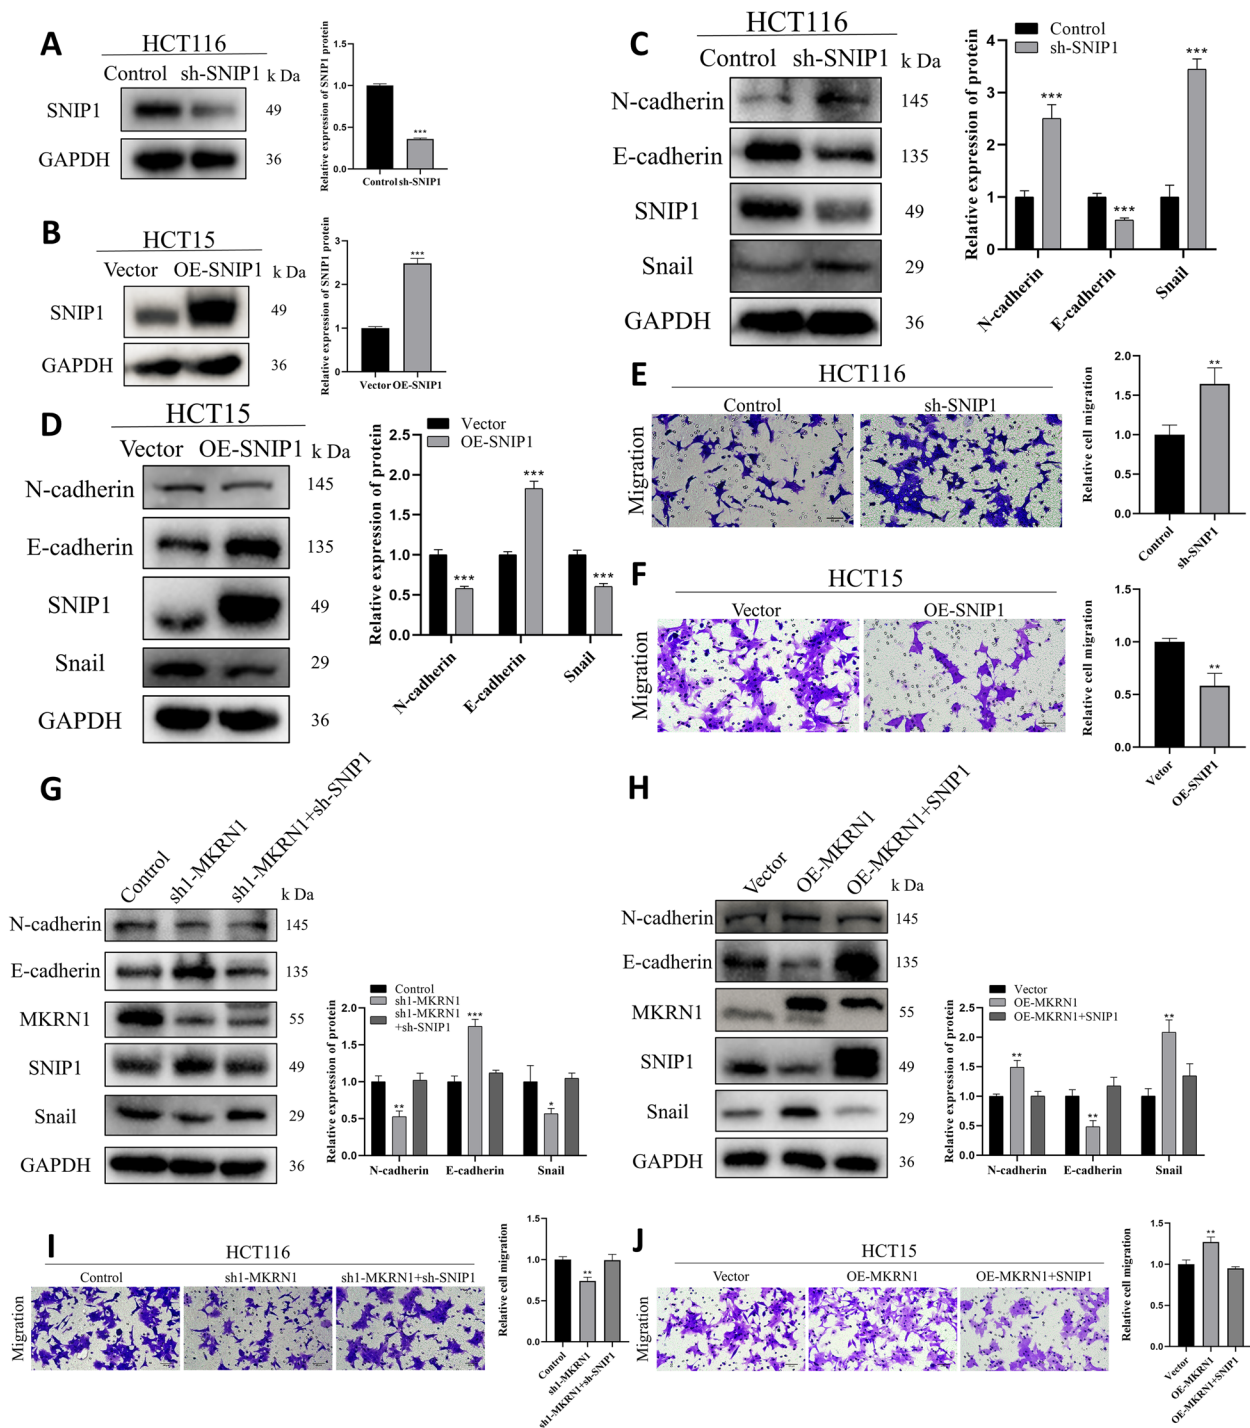 A
HCT116
Control sh-SNIP1 k Da
SNIP1 49
GAPDH 36
Relative expression of SNIP1 protein
1.5
1.0
0.5
0.0
***
Control sh-SNIP1
B
HCT15
Vector OE-SNIP1 k Da
SNIP1 49
GAPDH 36
Relative expression of SNIP1 protein
3
2
1
0
***
Vector OE-SNIP1
C
HCT116
Control sh-SNIP1 k Da
N-cadherin 145
E-cadherin 135
SNIP1 49
Snail 29
GAPDH 36
Relative expression of protein
Control
sh-SNIP1
4
3
2
1
0
*** *** ***
N-cadherin E-cadherin Snail
D
HCT15
Vector OE-SNIP1 k Da
N-cadherin 145
E-cadherin 135
SNIP1 49
Snail 29
GAPDH 36
Relative expression of protein
Vector
OE-SNIP1
2.5
2.0
1.5
1.0
0.5
0.0
*** *** ***
N-cadherin E-cadherin Snail
E
HCT116
Control sh-SNIP1
Migration
Relative cell migration
2.0
1.5
1.0
0.5
0.0
**
Control sh-SNIP1
F
HCT15
Vector OE-SNIP1
Migration
Relative cell migration
1.5
1.0
0.5
0.0
**
Vetor OE-SNIP1
G
Control sh1-MKRN1 sh1-MKRN1+sh-SNIP1
k Da
N-cadherin 145
E-cadherin 135
MKRN1 55
SNIP1 49
Snail 29
GAPDH 36
Relative expression of protein
Control
sh1-MKRN1
sh1-MKRN1
+sh-SNIP1
2.0
1.5
1.0
0.5
0.0
** *** *
N-cadherin E-cadherin Snail
H
Vector OE-MKRN1 OE-MKRN1+SNIP1
k Da
N-cadherin 145
E-cadherin 135
MKRN1 55
SNIP1 49
Snail 29
GAPDH 36
Relative expression of protein
Vector
OE-MKRN1
OE-MKRN1+SNIP1
2.5
2.0
1.5
1.0
0.5
0.0
** ** **
N-cadherin E-cadherin Snail
I
HCT116
Control sh1-MKRN1 sh1-MKRN1+sh-SNIP1
Migration
Relative cell migration
1.5
1.0
0.5
0.0
**
Control sh1-MKRN1 sh1-MKRN1+sh-SNIP1
J
HCT15
Vector OE-MKRN1 OE-MKRN1+SNIP1
Migration
Relative cell migration
1.5
1.0
0.5
0.0
**
Vector OE-MKRN1 OE-MKRN1+SNIP1